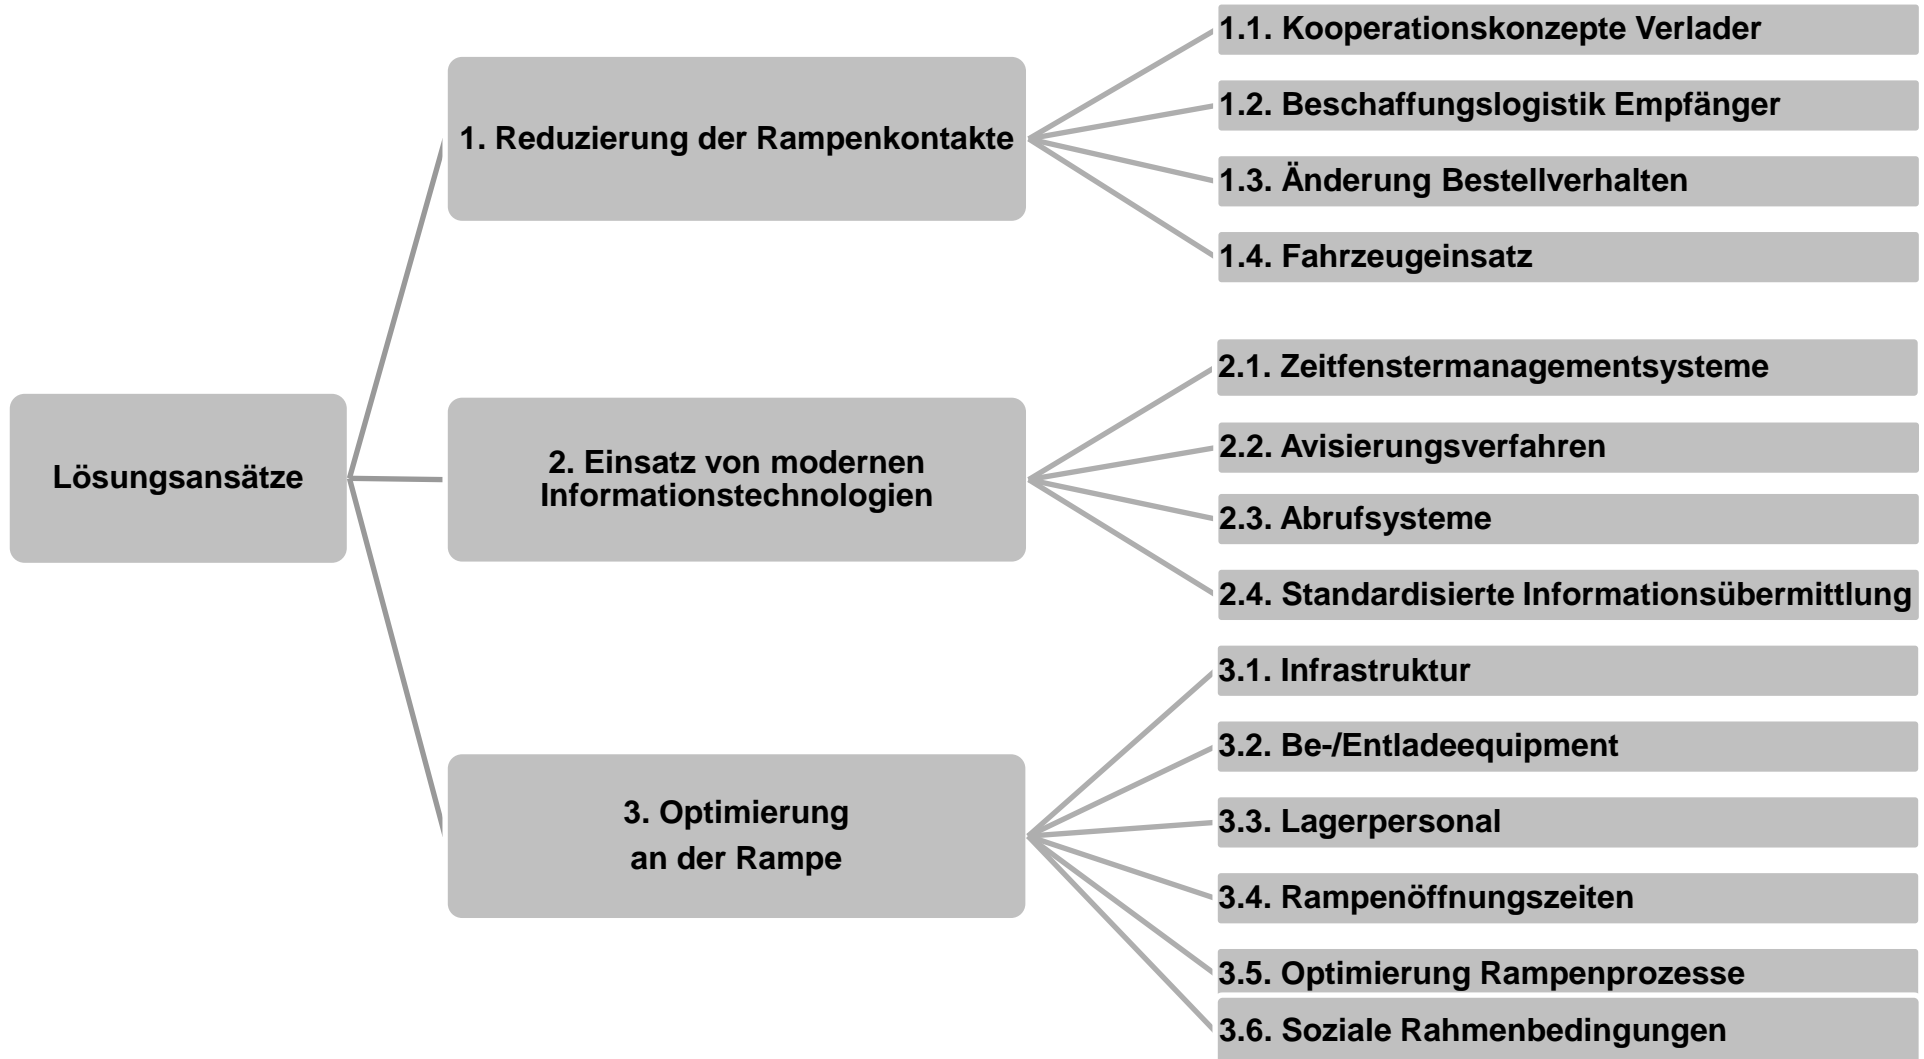 Lösungsansätze
1. Reduzierung der Rampenkontakte
1.1. Kooperationskonzepte Verlader
1.2. Beschaffungslogistik Empfänger
1.3. Änderung Bestellverhalten
1.4. Fahrzeugeinsatz
2. Einsatz von modernen
Informationstechnologien
2.1. Zeitfenstermanagementsysteme
2.2. Avisierungsverfahren
2.3. Abrufsysteme
2.4. Standardisierte Informationsübermittlung
3. Optimierung
an der Rampe
3.1. Infrastruktur
3.2. Be-/Entladeequipment
3.3. Lagerpersonal
3.4. Rampenöffnungszeiten
3.5. Optimierung Rampenprozesse
3.6. Soziale Rahmenbedingungen